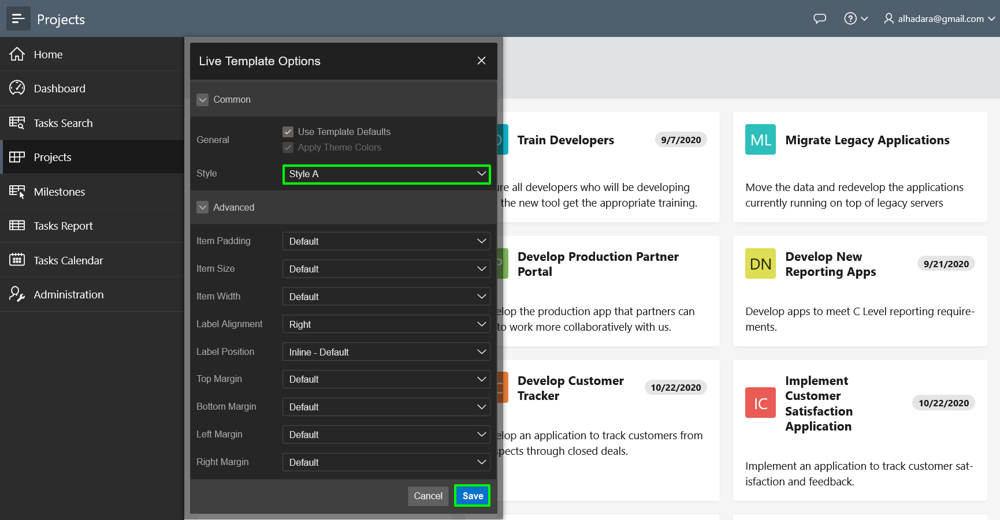 Projects
? alhadara@gmail.com
Home
Dashboard
Tasks Search
Projects
Milestones
Tasks Report
Tasks Calendar
Administration
Live Template Options
Common
General
Use Template Defaults
Apply Theme Colors
Style
Style A
Advanced
Item Padding
Default
Item Size
Default
Item Width
Default
Label Alignment
Right
Label Position
Inline - Default
Top Margin
Default
Bottom Margin
Default
Left Margin
Default
Right Margin
Default
Cancel
Save
Train Developers
9/7/2020
all developers who will be developing
the new tool get the appropriate training.
ML
Migrate Legacy Applications
Move the data and redevelop the applications
currently running on top of legacy servers
Develop Production Partner
Portal
the production app that partners can
to work more collaboratively with us.
DN
Develop New
Reporting Apps
9/21/2020
Develop apps to meet C Level reporting require-
ments.
Develop Customer
Tracker
10/22/2020
an application to track customers from
through closed deals.
IC
Implement
Customer
Satisfaction
Application
10/22/2020
Implement an application to track customer sat-
isfaction and feedback.